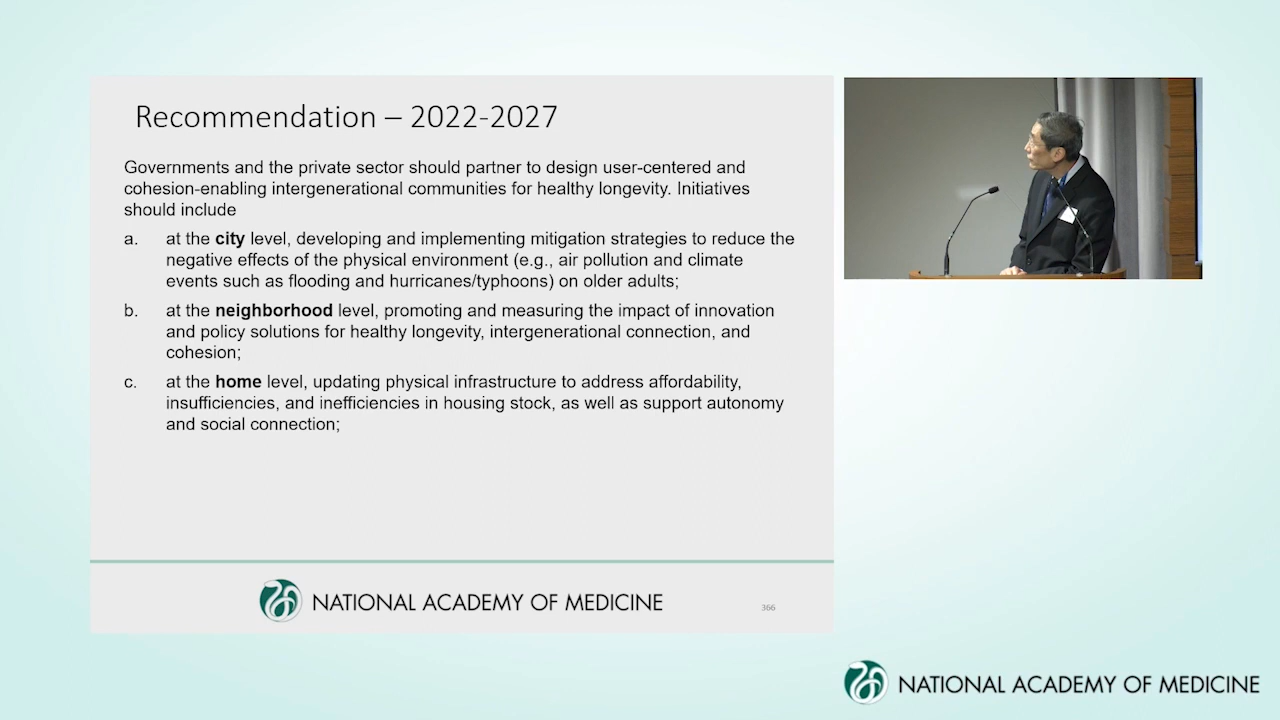 Recommendation – 2022-2027
Governments and the private sector should partner to design user-centered and
cohesion-enabling intergenerational communities for healthy longevity. Initiatives
should include
a. at the city level, developing and implementing mitigation strategies to reduce the
negative effects of the physical environment (e.g., air pollution and climate
events such as flooding and hurricanes/typhoons) on older adults;
b. at the neighborhood level, promoting and measuring the impact of innovation
and policy solutions for healthy longevity, intergenerational connection, and
cohesion;
c. at the home level, updating physical infrastructure to address affordability,
insufficiencies, and inefficiencies in housing stock, as well as support autonomy
and social connection;
NATIONAL ACADEMY OF MEDICINE
366
NATIONAL ACADEMY OF MEDICINE